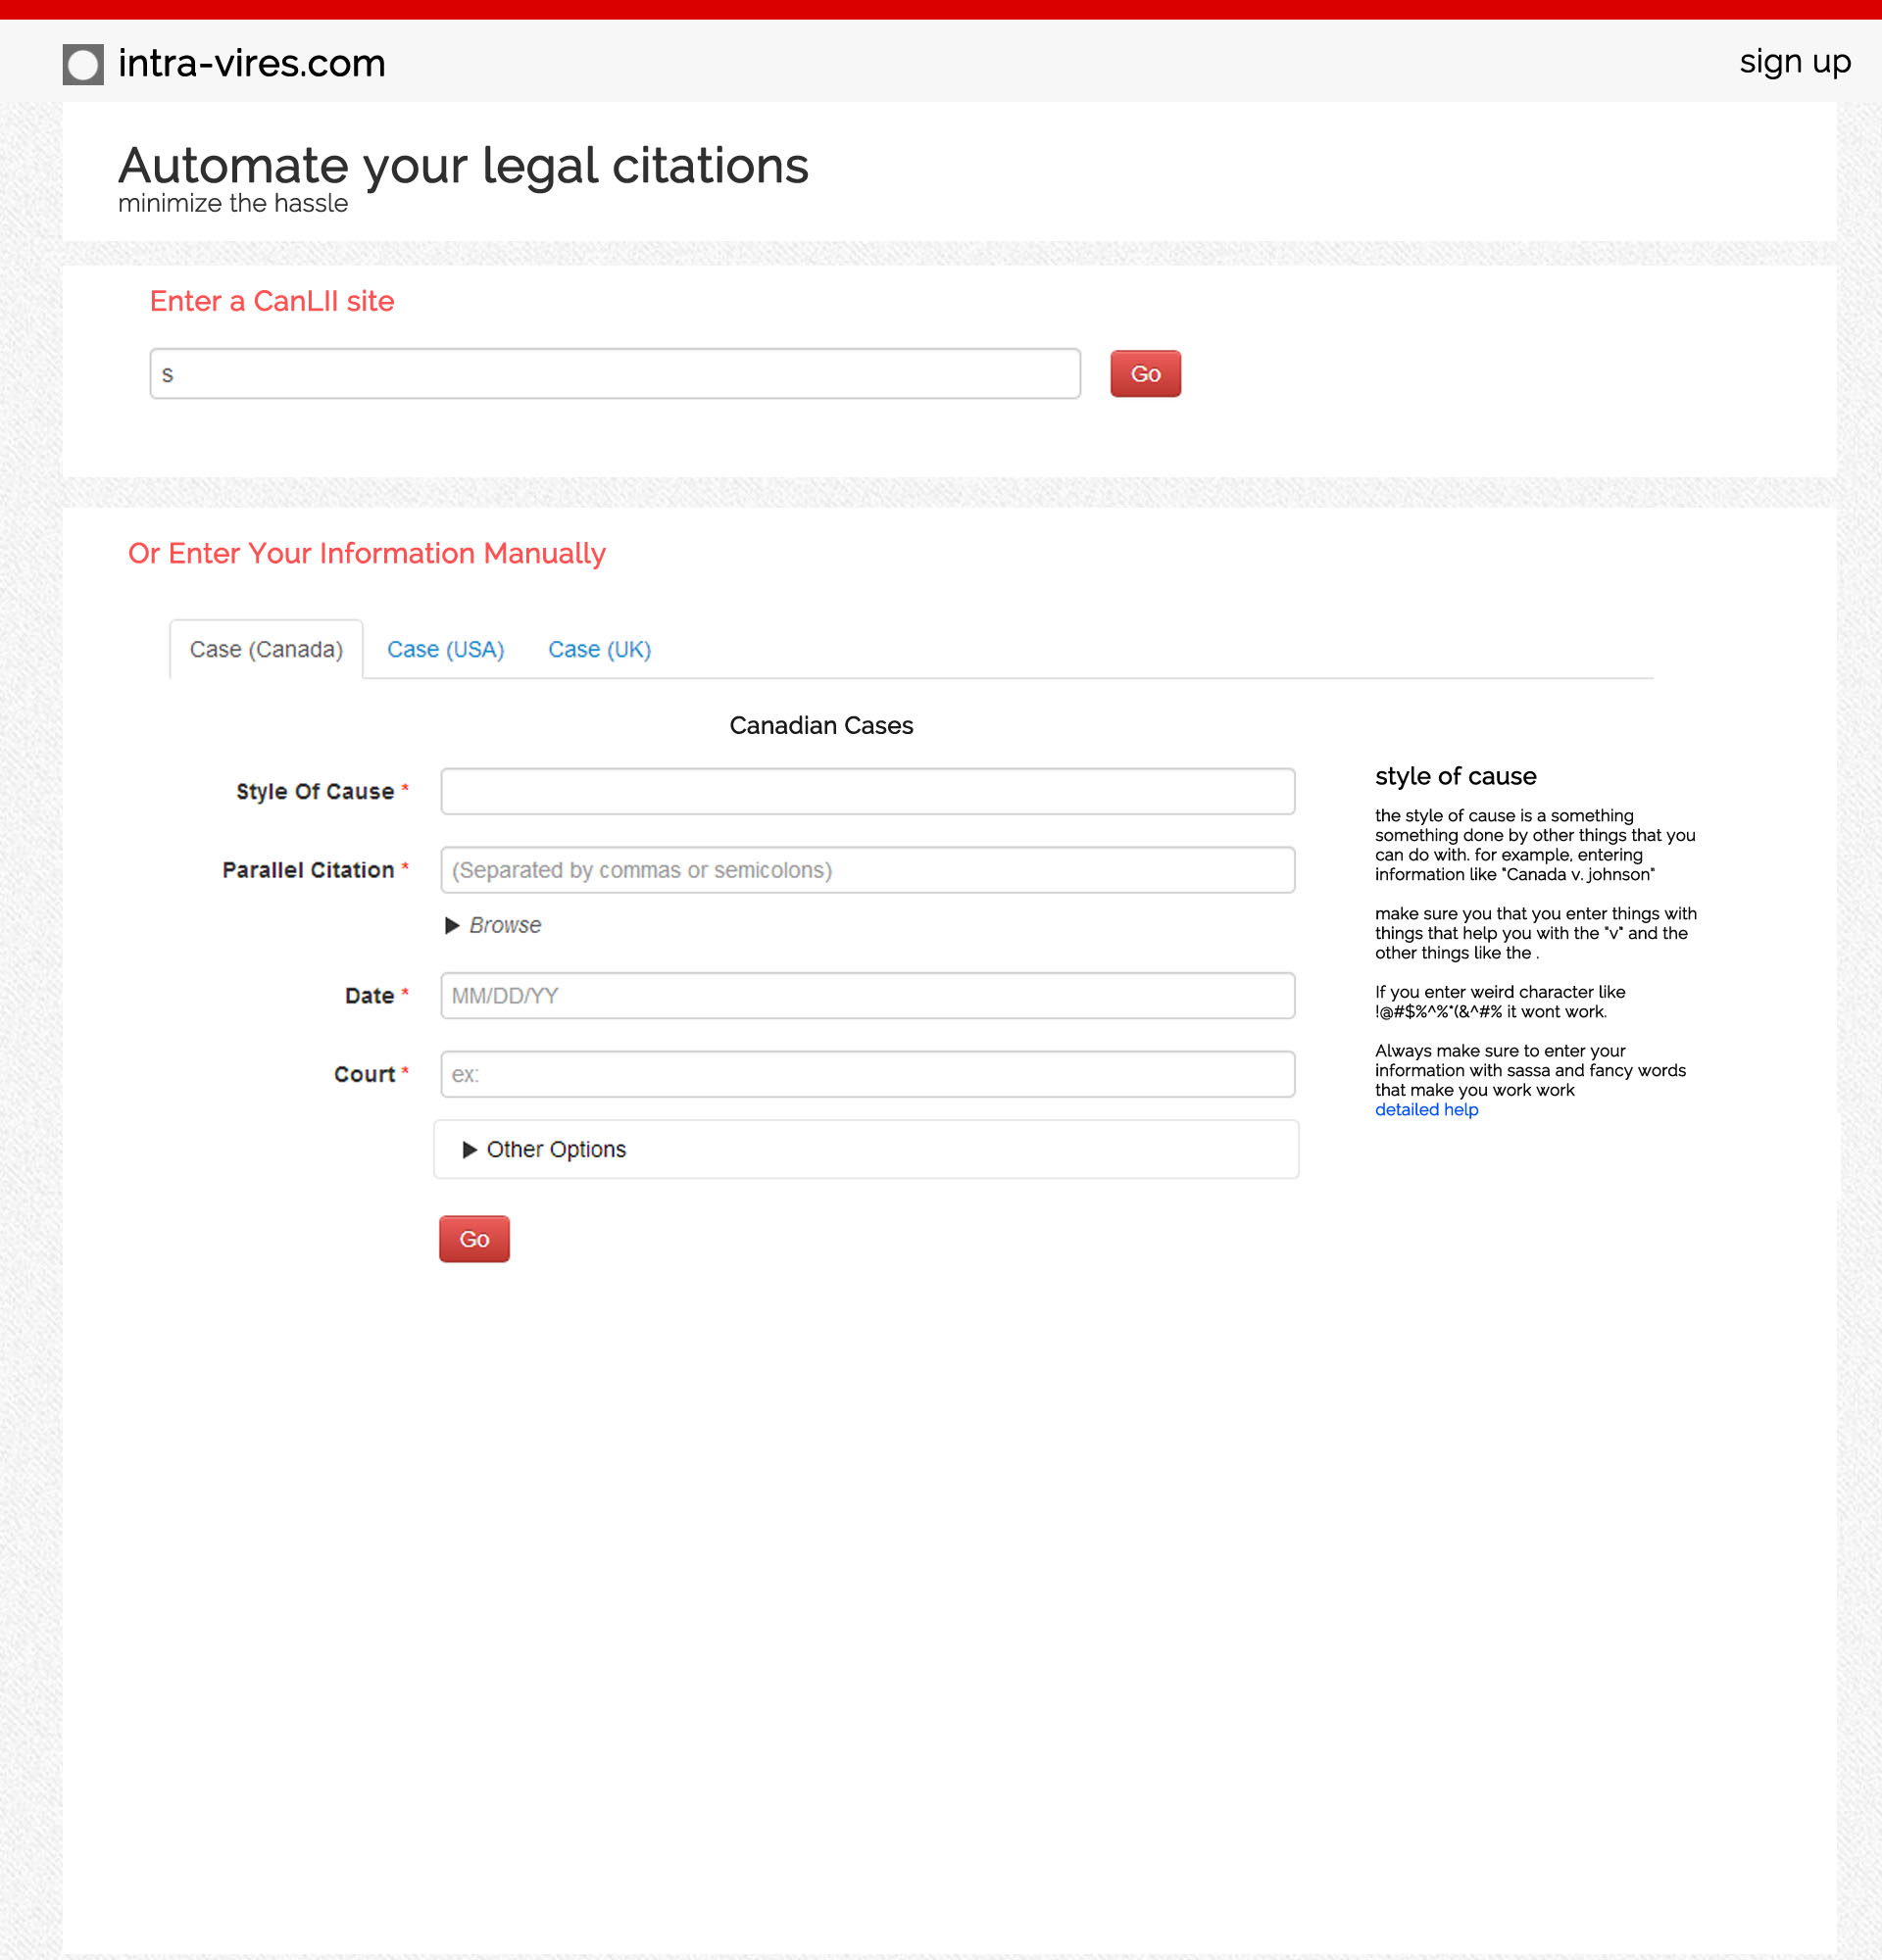 intra-vires.com
sign up
Automate your legal citations
minimize the hassle
Enter a CanLII site
s
Go
Or Enter Your Information Manually
Case (Canada)
Case (USA)
Case (UK)
Canadian Cases
Style Of Cause *
Parallel Citation *
(Separated by commas or semicolons)
Browse
Date *
MM/DD/YY
Court *
ex:
Other Options
Go
style of cause
the style of cause is a something
something done by other things that you
can do with. for example, entering
information like "Canada v. johnson"
make sure you that you enter things with
things that help you with the "v" and the
other things like the .
If you enter weird character like
!@#$%^%*(&^#% it wont work.
Always make sure to enter your
information with sassa and fancy words
that make you work work
detailed help